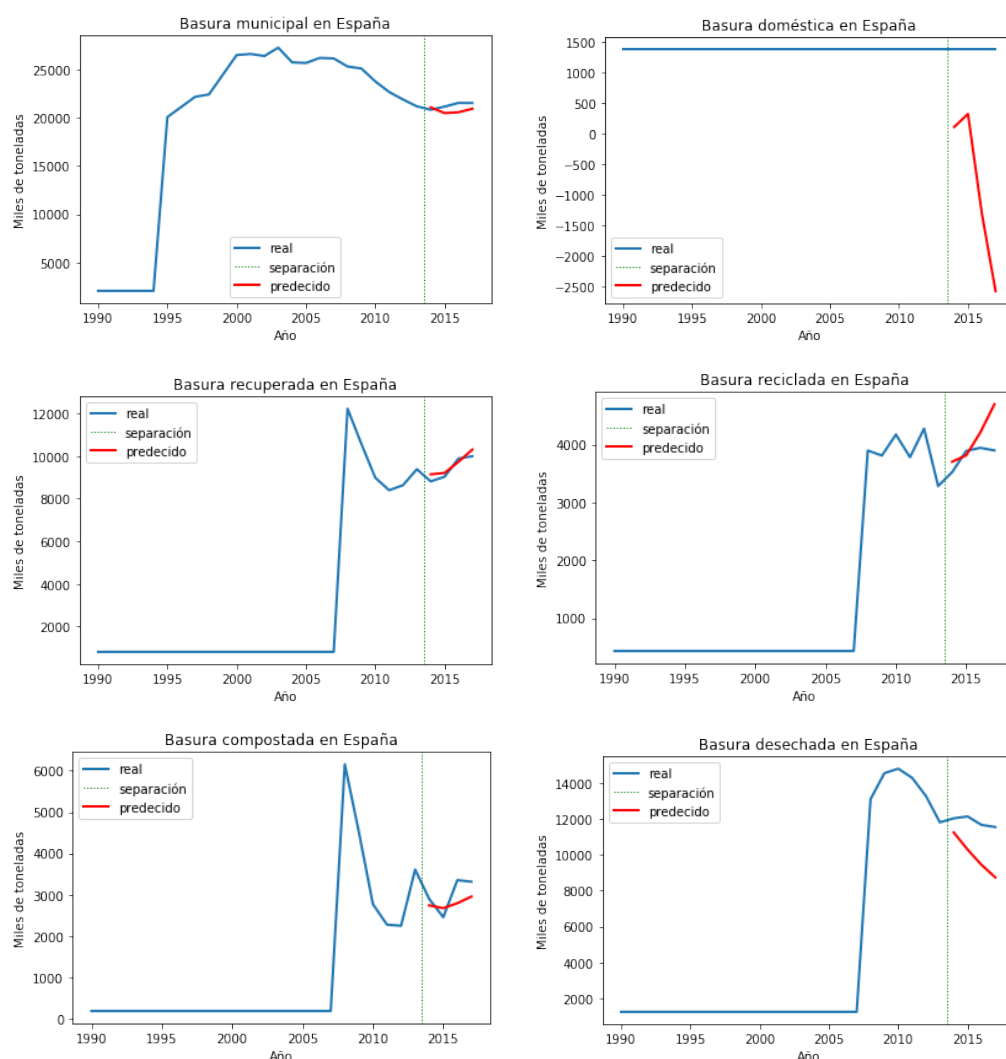 Basura municipal en España
Miles de toneladas
25000
20000
15000
10000
5000
real
separación
predecido
1990
1995
2000
2005
2010
2015
Año
Basura doméstica en España
Miles de toneladas
1500
1000
500
0
−500
−1000
−1500
−2000
−2500
real
separación
predecido
1990
1995
2000
2005
2010
2015
Año
Basura recuperada en España
Miles de toneladas
12000
10000
8000
6000
4000
2000
real
separación
predecido
1990
1995
2000
2005
2010
2015
Año
Basura reciclada en España
Miles de toneladas
4000
3000
2000
1000
real
separación
predecido
1990
1995
2000
2005
2010
2015
Año
Basura compostada en España
Miles de toneladas
6000
5000
4000
3000
2000
1000
0
real
separación
predecido
1990
1995
2000
2005
2010
2015
Año
Basura desechada en España
Miles de toneladas
14000
12000
10000
8000
6000
4000
2000
real
separación
predecido
1990
1995
2000
2005
2010
2015
Año